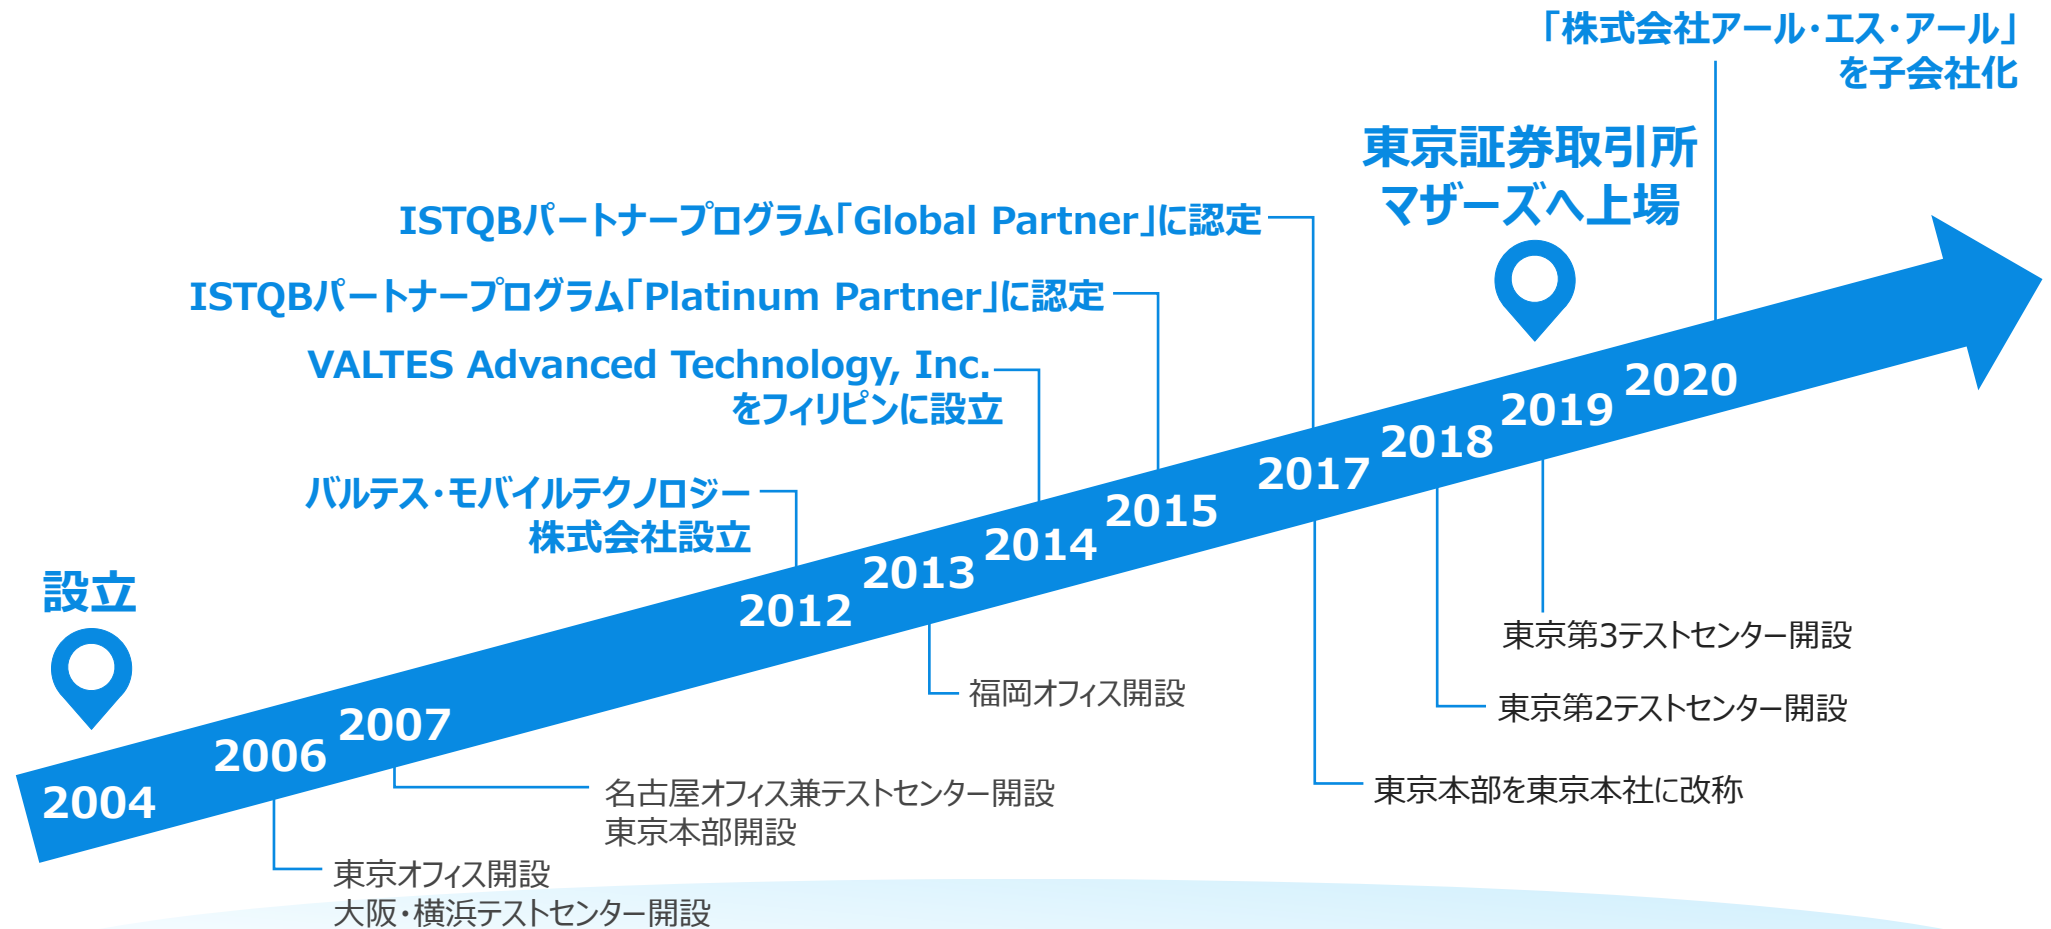 「株式会社アール・エス・アール」
を子会社化
東京証券取引所
マザーズへ上場
ISTQBパートナープログラム「Global Partner」に認定
ISTQBパートナープログラム「Platinum Partner」に認定
VALTES Advanced Technology, Inc.
をフィリピンに設立
バルテス・モバイルテクノロジー
株式会社設立
設立
2004
2006
2007
2012
2013
2014
2015
2017
2018
2019
2020
東京第3テストセンター開設
東京第2テストセンター開設
東京本部を東京本社に改称
福岡オフィス開設
名古屋オフィス兼テストセンター開設
東京本部開設
東京オフィス開設
大阪・横浜テストセンター開設